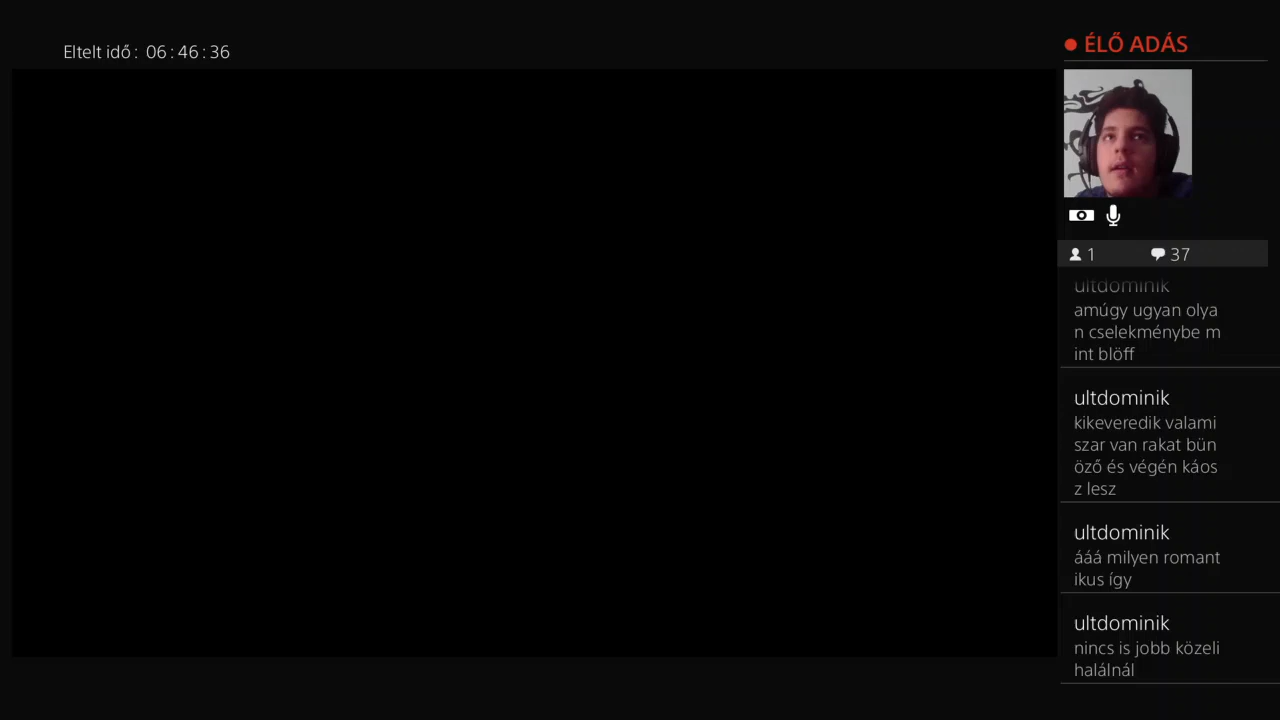 Eltelt idő : 06 : 46 : 36
ÉLŐ ADÁS
1 37
ultdominik
amúgy ugyan olya
n cselekménybe m
int blöff
ultdominik
kikeveredik valami
szar van rakat bün
öző és végén káos
z lesz
ultdominik
ááá milyen romant
ikus így
ultdominik
nincs is jobb közeli
halálnál